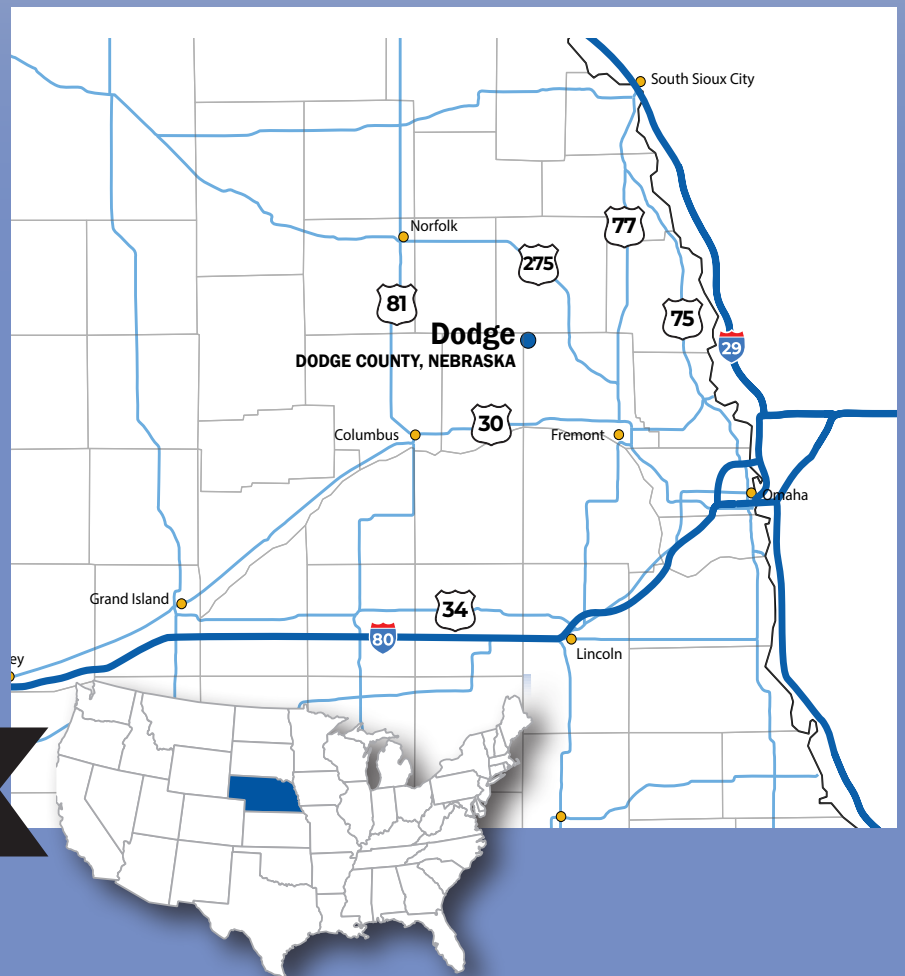 South Sioux City
Norfolk
77
275
81
75
Dodge
29
DODGE COUNTY, NEBRASKA
30
Columbus
Fremont
Omaha
Grand Island
34
80
Lincoln
ey